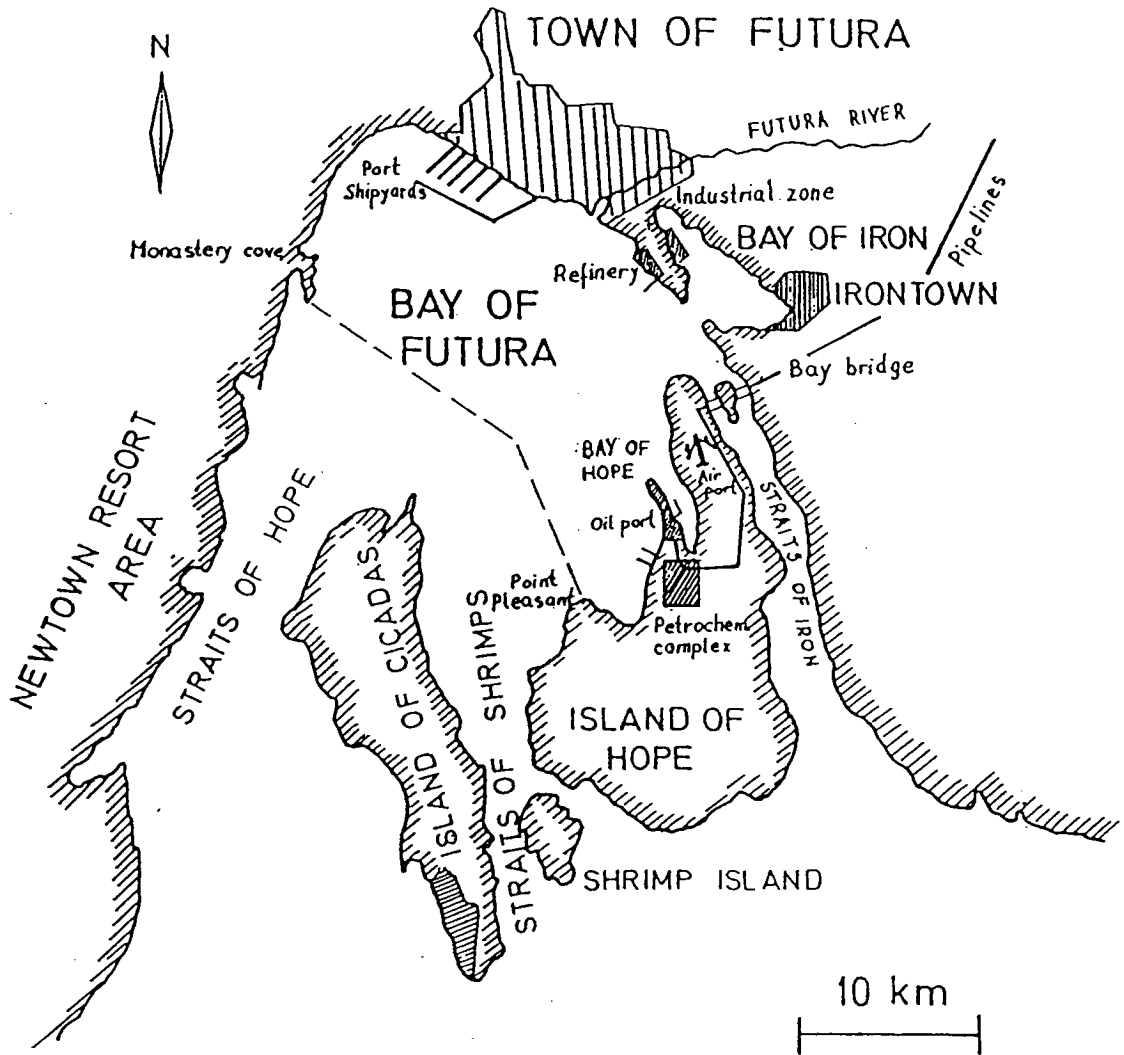 TOWN OF FUTURA
N
FUTURA RIVER
Port
Shipyards
Industrial zone
Pipelines
Monastery cove
BAY OF IRON
Refinery
IRONTOWN
BAY OF
FUTURA
Bay bridge
BAY OF
HOPE
Air
port
Oil port
STRAITS OF IRON
NEWTOWN RESORT
AREA
STRAITS OF HOPE
Point
pleasant
Petrochem
complex
ISLAND OF CICADAS
STRAITS OF SHRIMPS
ISLAND OF
HOPE
SHRIMP ISLAND
10 km